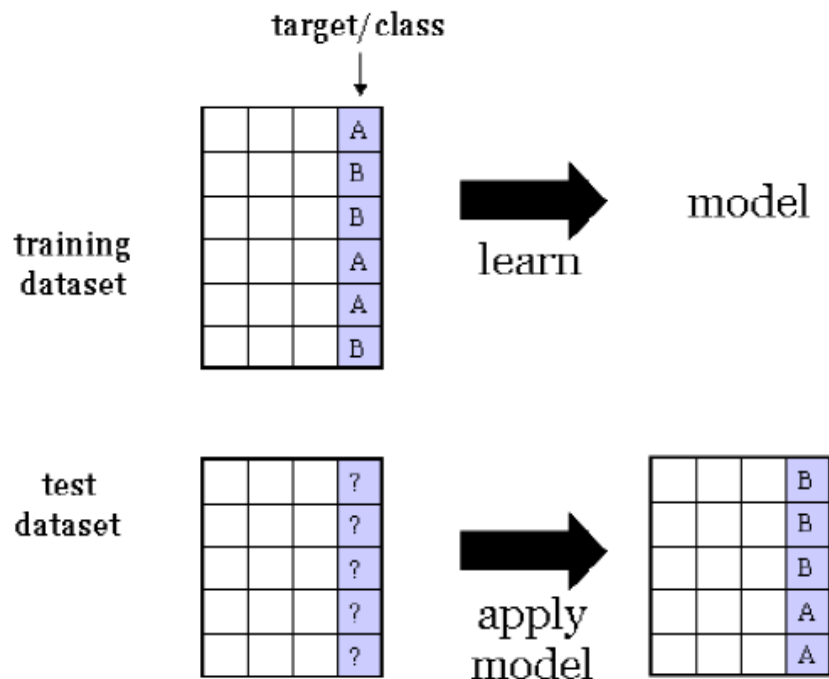 target/class
A
B
B
A
A
B
training
dataset
learn
model
test
dataset
?
?
?
?
?
apply
model
B
B
B
A
A